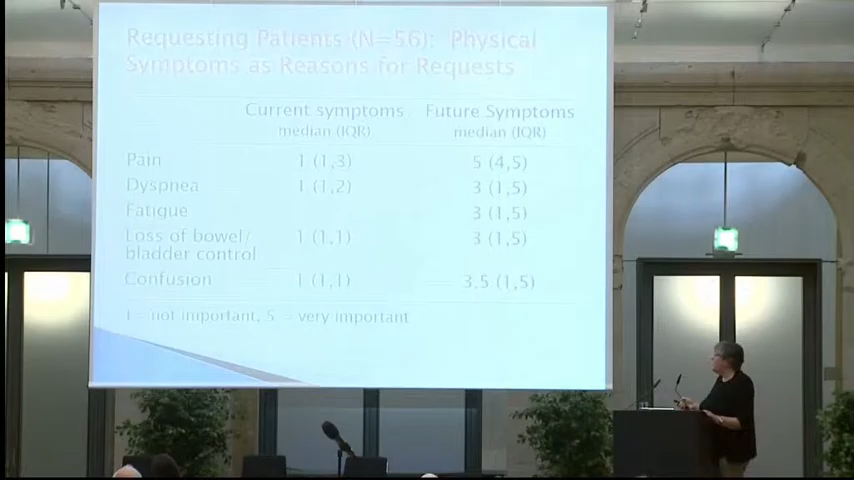 Requesting Patients (N=56): Physical
Symptoms as Reasons for Requests
Current symptoms Future Symptoms
median (IQR) median (IQR)
Pain 1 (1,3) 5 (4,5)
Dyspnea 1 (1,2) 3 (1,5)
Fatigue 3 (1,5)
Loss of bowel/ 1 (1,1) 3 (1,5)
bladder control
Confusion 1 (1,1) 3,5 (1,5)
1 = not important, 5 = very important